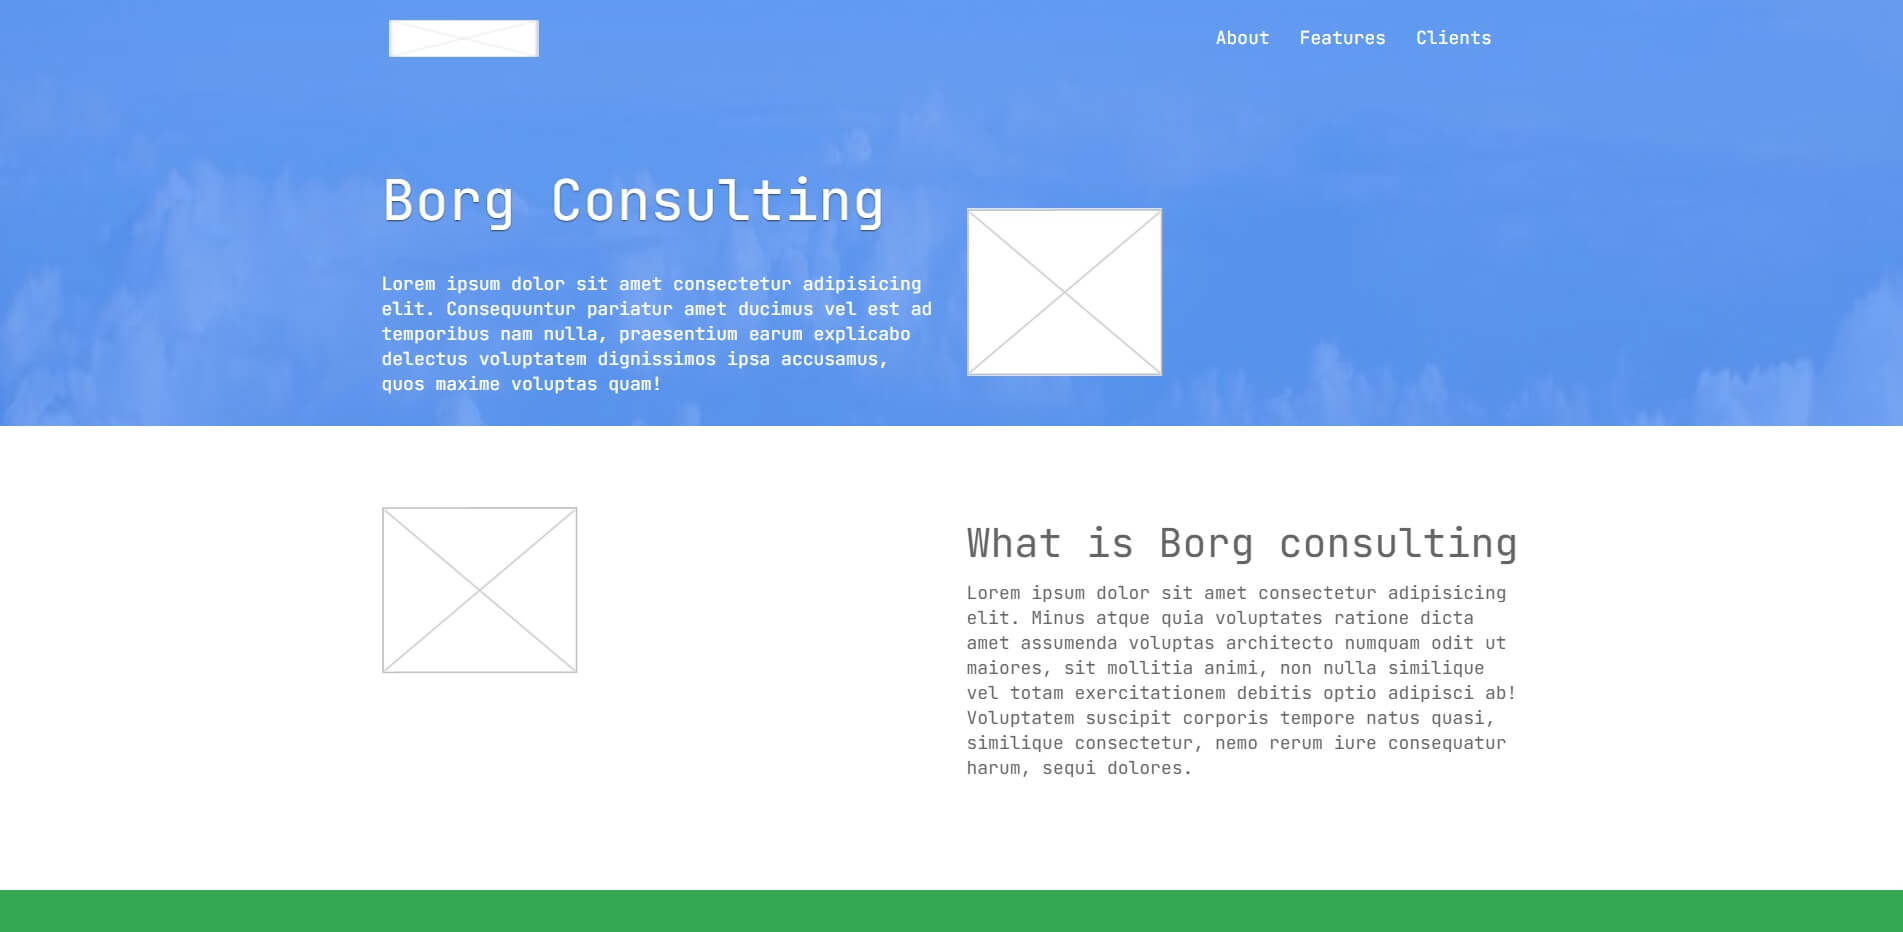 About Features Clients
Borg Consulting
Lorem ipsum dolor sit amet consectetur adipisicing
elit. Consequuntur pariatur amet ducimus vel est ad
temporibus nam nulla, praesentium earum explicabo
delectus voluptatem dignissimos ipsa accusamus,
quos maxime voluptas quam!
What is Borg consulting
Lorem ipsum dolor sit amet consectetur adipisicing
elit. Minus atque quia voluptates ratione dicta
amet assumenda voluptas architecto numquam odit ut
maiores, sit mollitia animi, non nulla similique
vel totam exercitationem debitis optio adipisci ab!
Voluptatem suscipit corporis tempore natus quasi,
similique consectetur, nemo rerum iure consequatur
harum, sequi dolores.